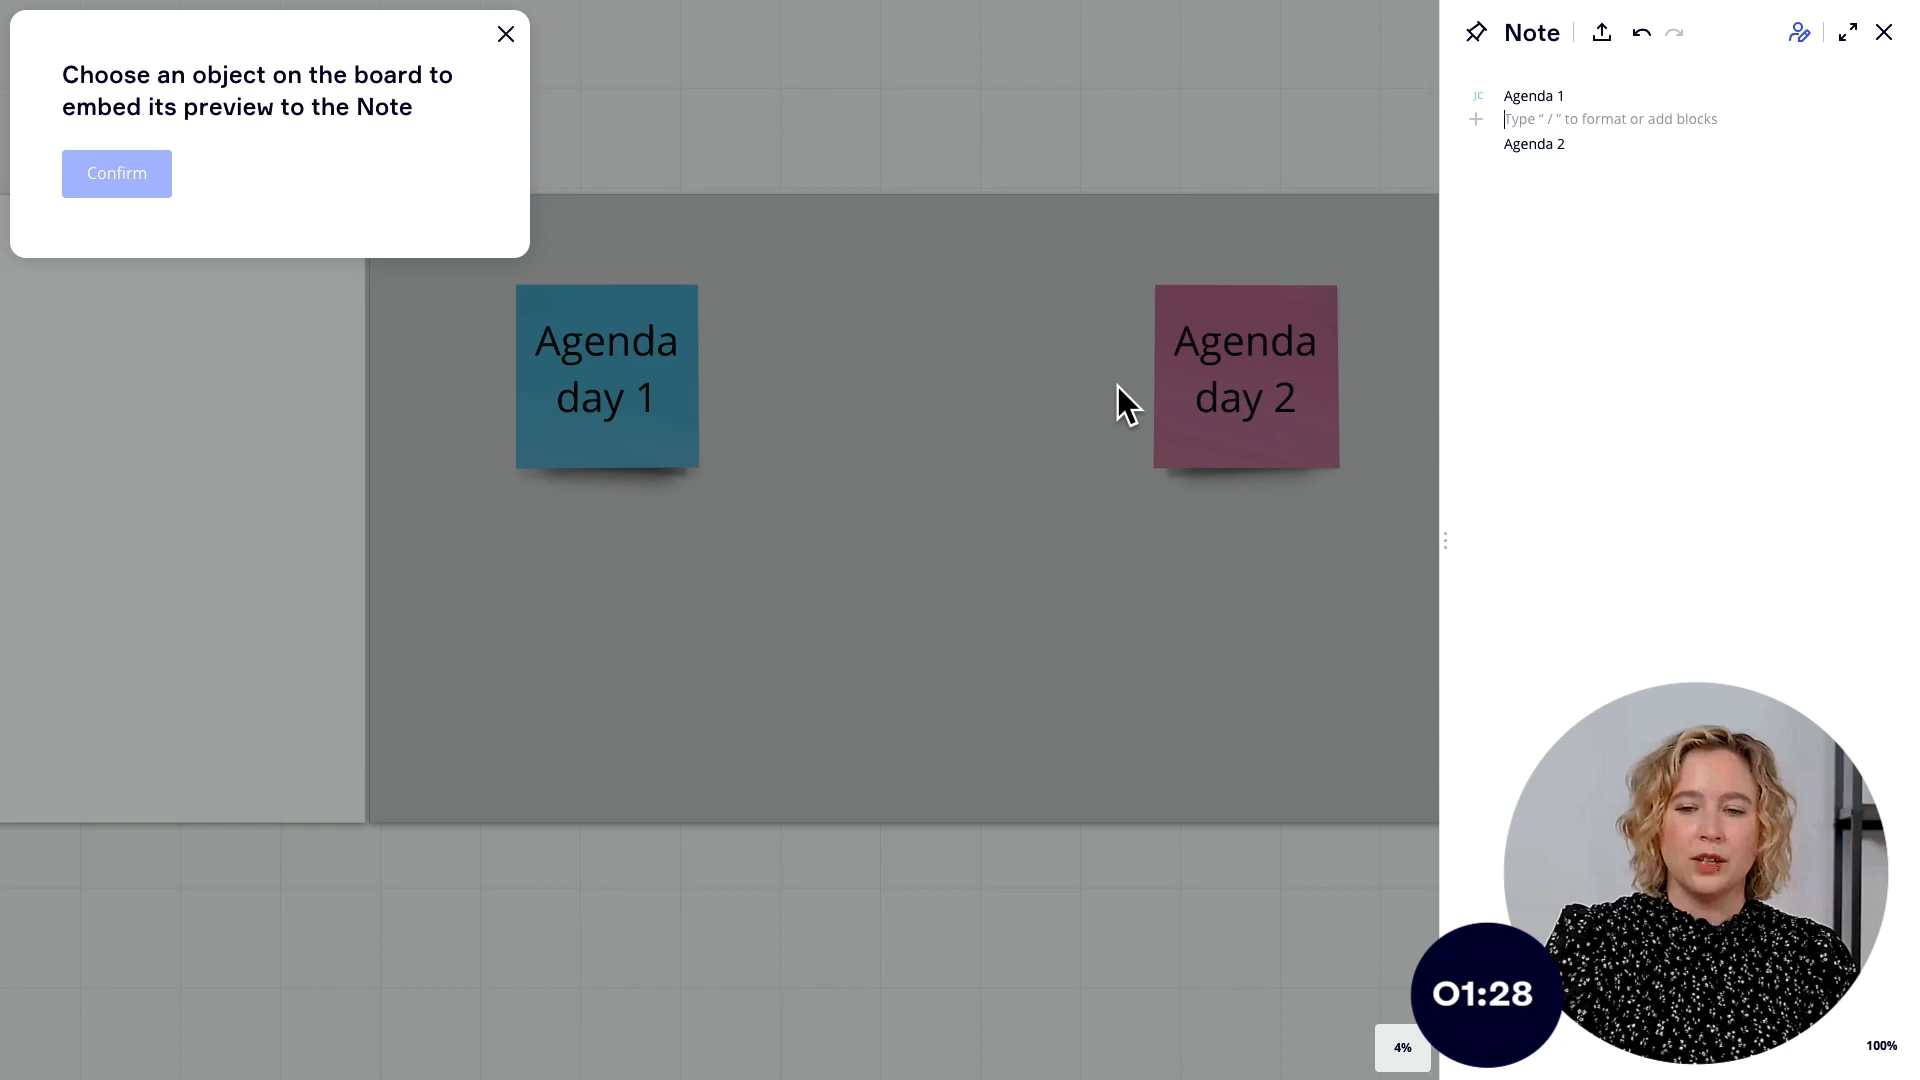 Choose an object on the board to
embed its preview to the Note
Confirm
Agenda
day 1
Agenda
day 2
Note
JC
Agenda 1
Type “ / ” to format or add blocks
Agenda 2
01:28
4%
100%